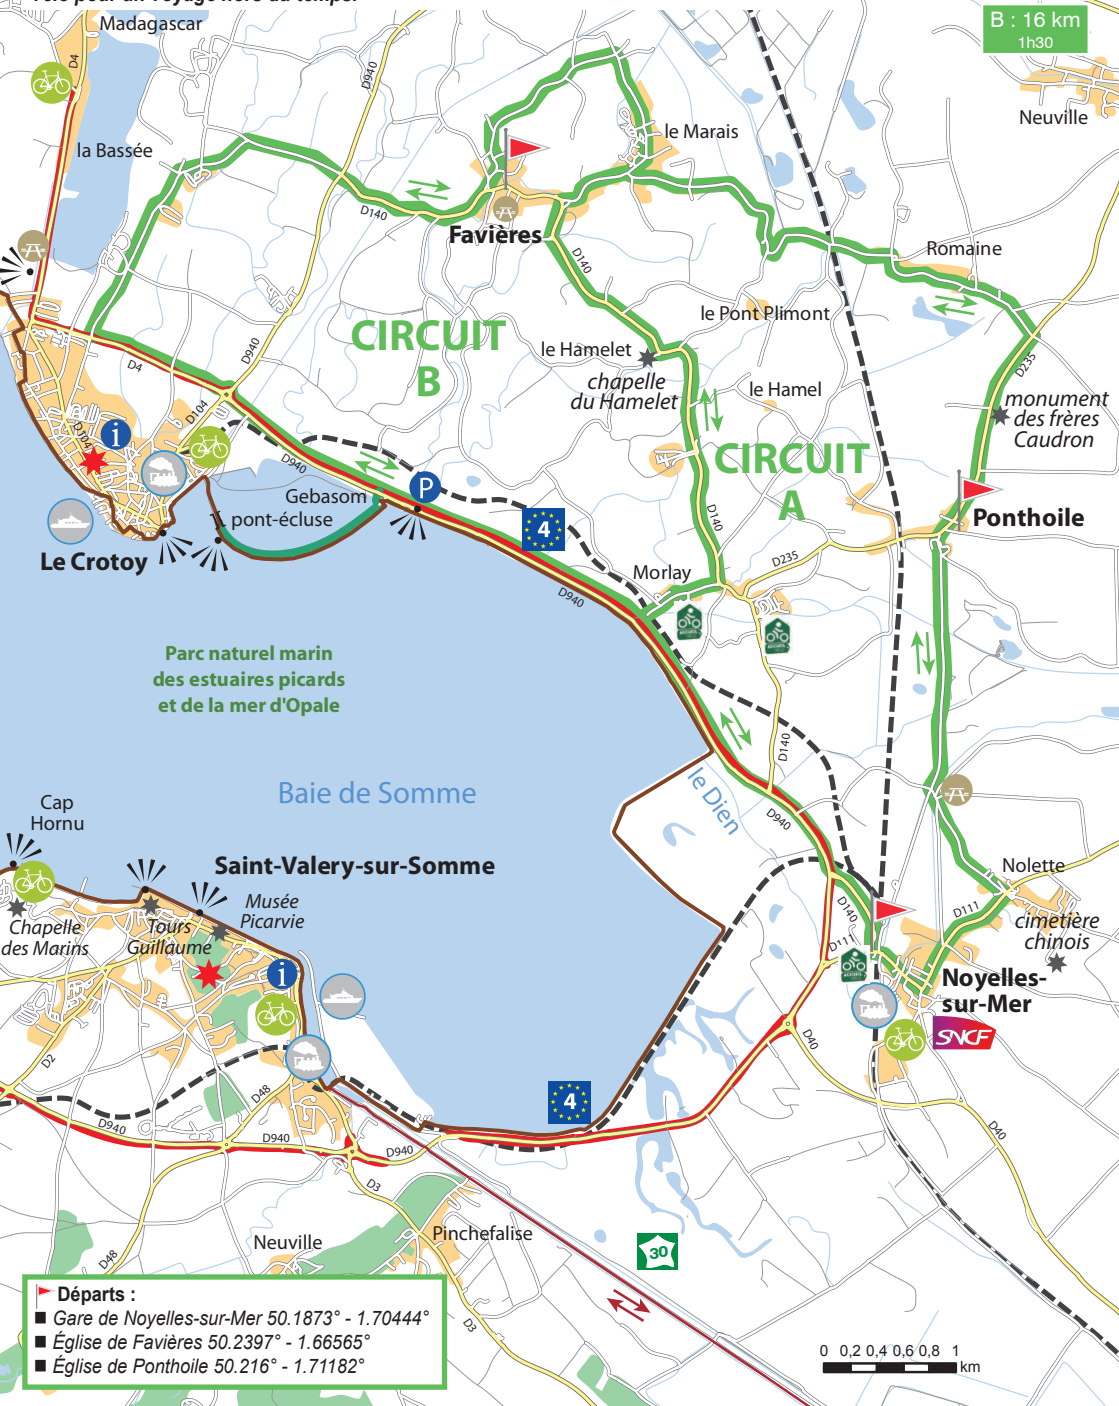 vélo pour un voyage hors du temps.
Madagascar
B : 16 km
1h30
D4
D940
Neuville
la Bassée
le Marais
D140
Favières
D140
Romaine
le Pont Plimont
CIRCUIT
B
D940
le Hamelet
chapelle
du Hamelet
D4
D235
le Hamel
monument
des frères
Caudron
D104
D104
i
CIRCUIT
A
D940
P
Gebasom
pont-écluse
4
D140
Ponthoile
Le Crotoy
D235
Morlay
D940
ACCUEIL
ACCUEIL
Parc naturel marin
des estuaires picards
et de la mer d'Opale
D140
Baie de Somme
le Dien
D940
Cap
Hornu
Saint-Valery-sur-Somme
Nolette
Musée
Picarvie
D140
D111
cimetière
chinois
Chapelle
des Marins
Tours
Guillaume
D111
ACCUEIL
i
Noyelles-
sur-Mer
SNCF
D40
D2
D48
4
D940
D940
D940
D40
D3
Pinchefalise
Neuville
30
D48
Départs :
■ Gare de Noyelles-sur-Mer 50.1873° - 1.70444°
■ Église de Favières 50.2397° - 1.66565°
■ Église de Ponthoile 50.216° - 1.71182°
D3
0 0,2 0,4 0,6 0,8 1
km